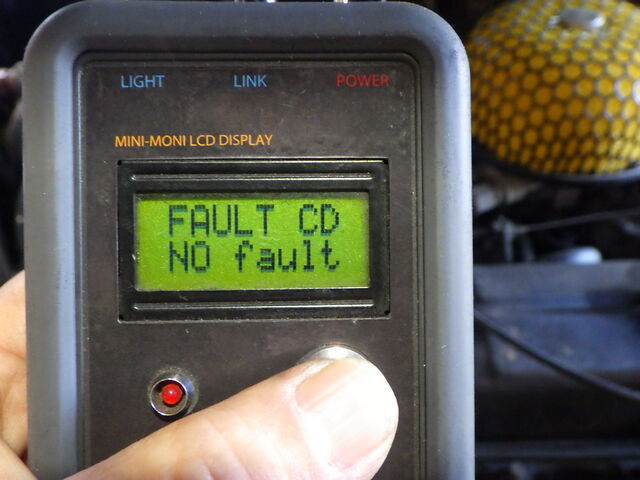 LIGHT LINK POWER
MINI-MONI LCD DISPLAY
FAULT CD
NO fault